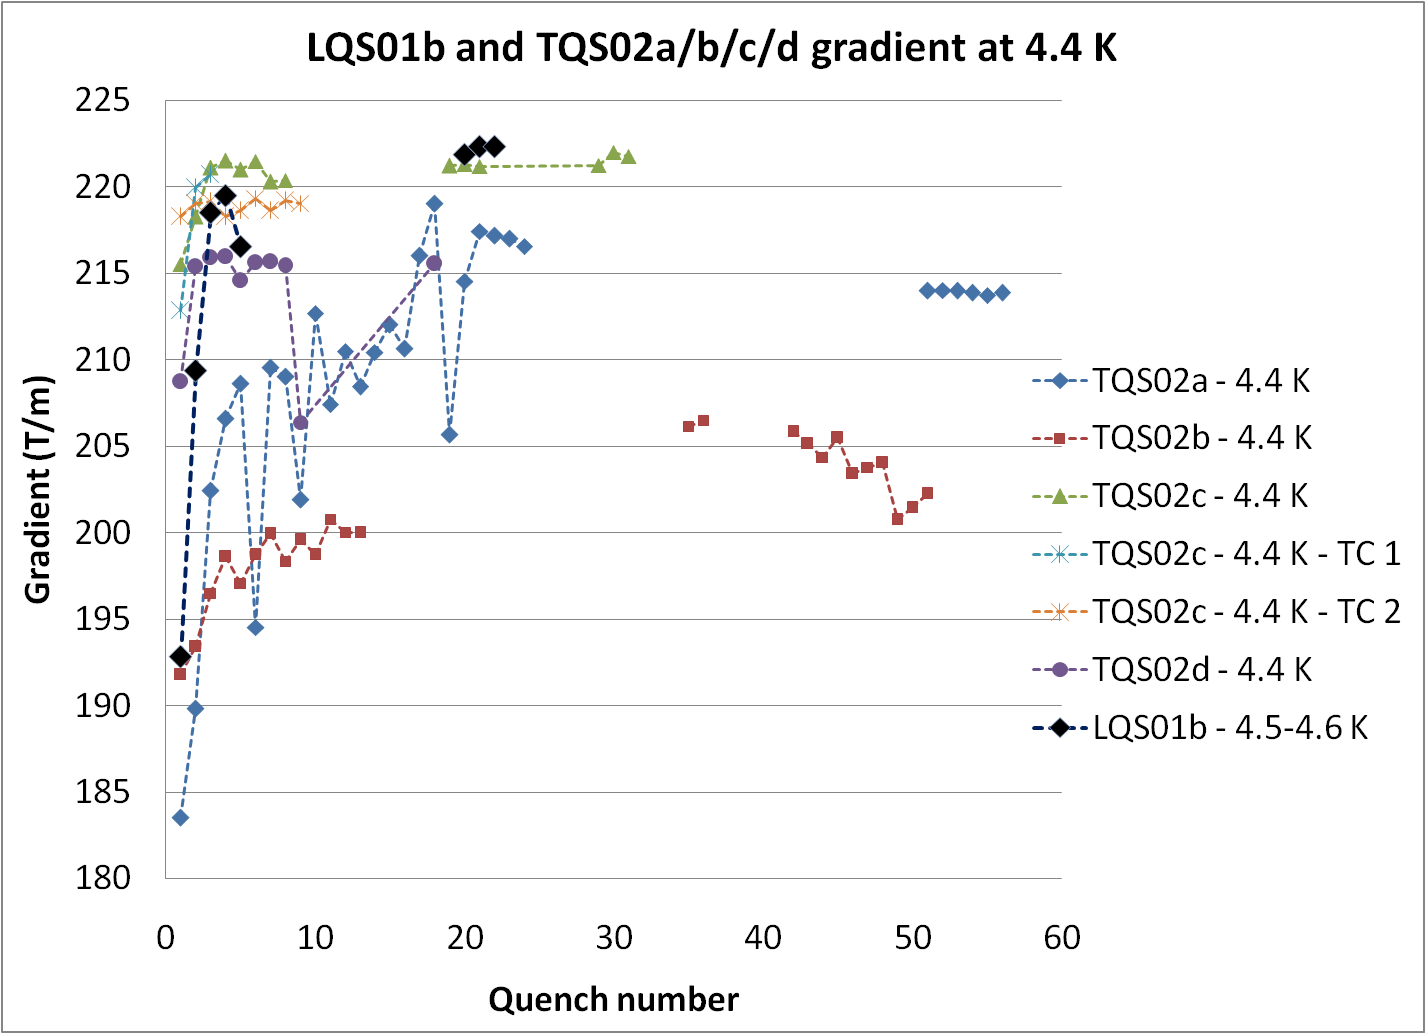 LQS01b and TQS02a/b/c/d gradient at 4.4 K
225
220
215
210
205
200
195
190
185
180
Gradient (T/m)
0 10 20 30 40 50 60
Quench number
TQS02a - 4.4 K
TQS02b - 4.4 K
TQS02c - 4.4 K
TQS02c - 4.4 K - TC 1
TQS02c - 4.4 K - TC 2
TQS02d - 4.4 K
LQS01b - 4.5-4.6 K